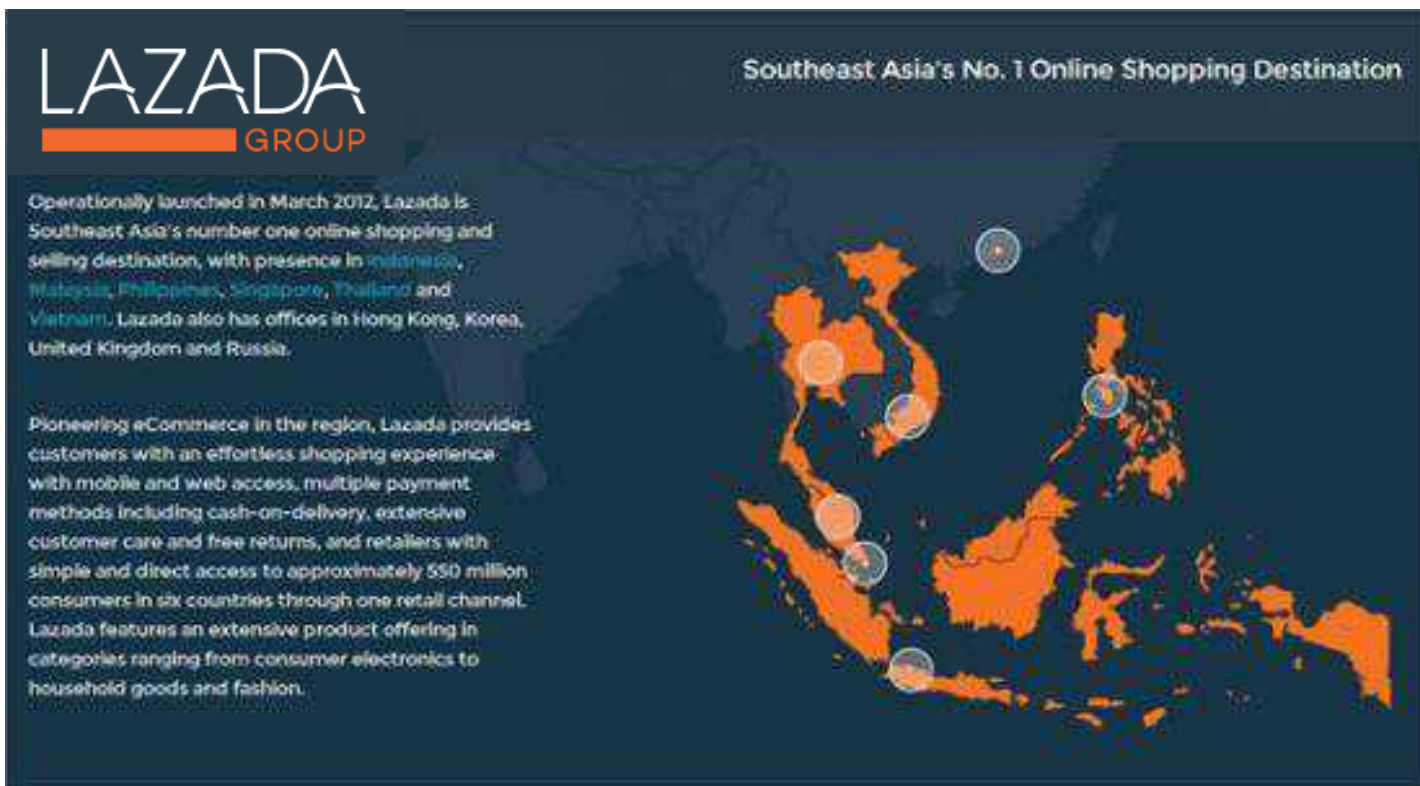 LAZADA
GROUP
Southeast Asia's No. 1 Online Shopping Destination
Operationally launched in March 2012, Lazada is
Southeast Asia's number one online shopping and
selling destination, with presence in Indonesia,
Malaysia, Philippines, Singapore, Thailand and
Vietnam. Lazada also has offices in Hong Kong, Korea,
United Kingdom and Russia.
Pioneering eCommerce in the region, Lazada provides
customers with an effortless shopping experience
with mobile and web access, multiple payment
methods including cash-on-delivery, extensive
customer care and free returns, and retailers with
simple and direct access to approximately 550 million
consumers in six countries through one retail channel.
Lazada features an extensive product offering in
categories ranging from consumer electronics to
household goods and fashion.